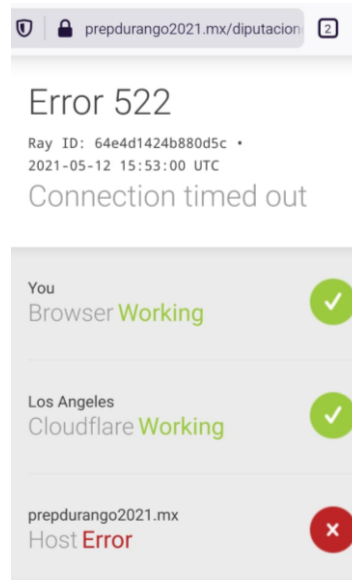 prepdurango2021.mx/diputacion
2
Error 522
Ray ID: 64e4d1424b880d5c •
2021-05-12 15:53:00 UTC
Connection timed out
You
Browser Working
Los Angeles
Cloudflare Working
prepdurango2021.mx
Host Error